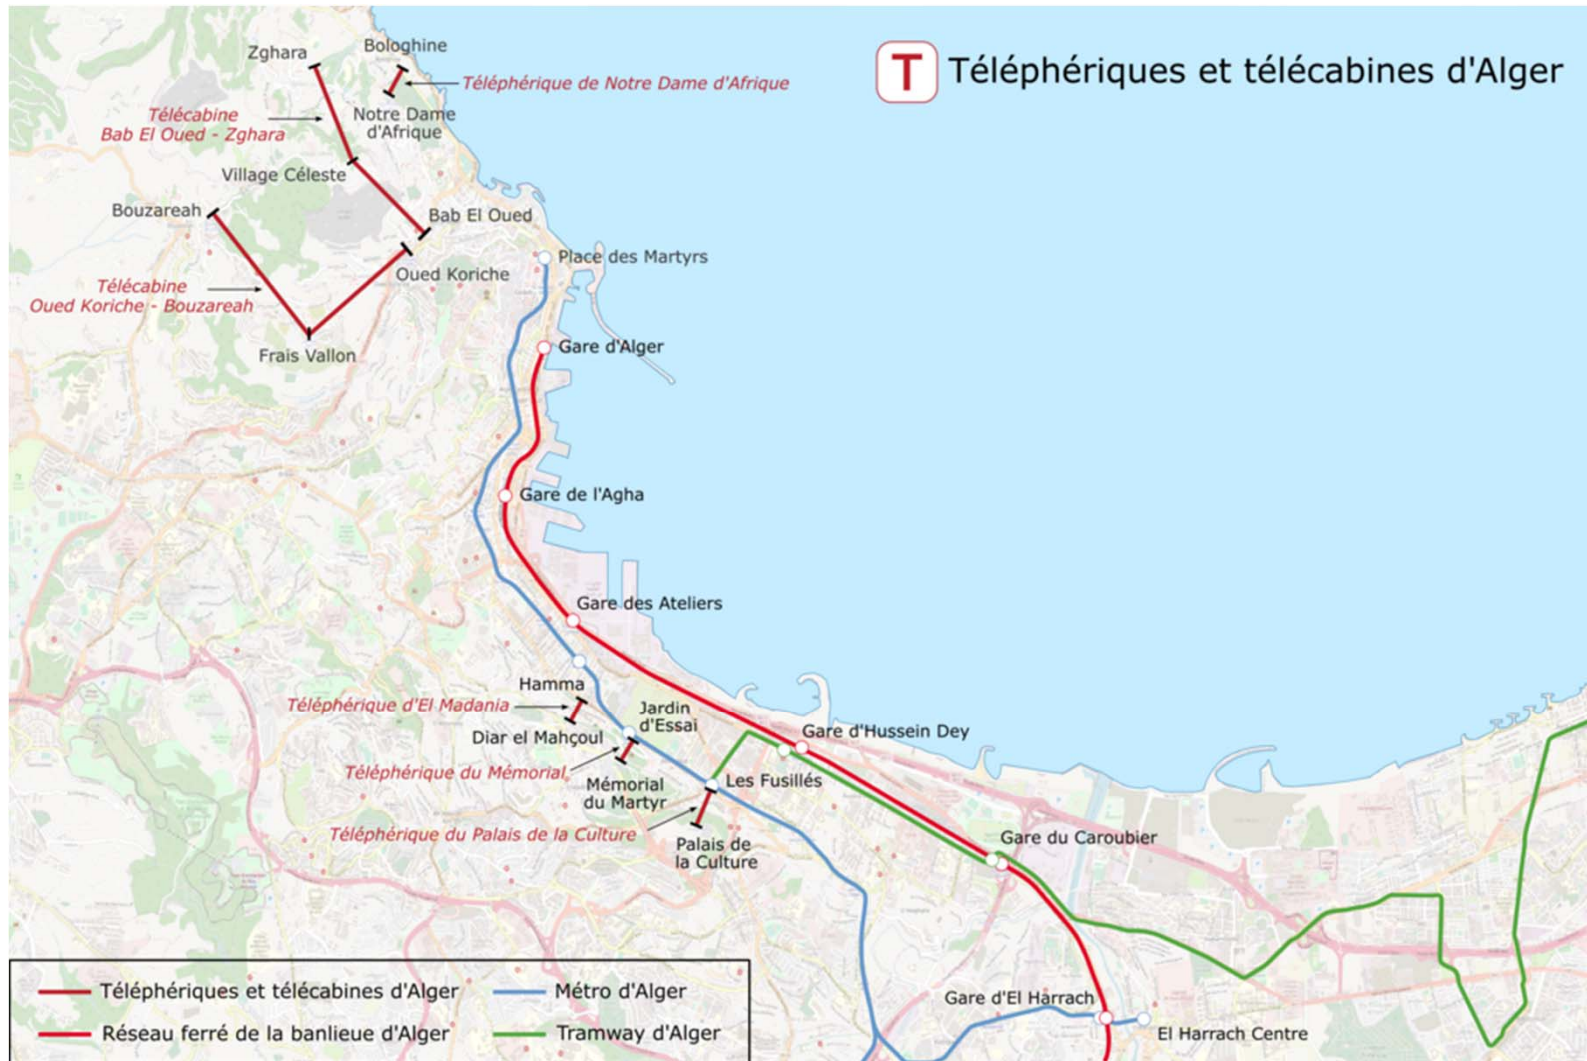 T Téléphériques et télécabines d'Alger
Zghara
Bologhine
Téléphérique de Notre Dame d'Afrique
Notre Dame
d'Afrique
Télécabine
Bab El Oued - Zghara
Village Céleste
Bouzareah
Bab El Oued
Oued Koriche
Place des Martyrs
Télécabine
Oued Koriche - Bouzareah
Frais Vallon
Gare d'Alger
Gare de l'Agha
Gare des Ateliers
Hamma
Téléphérique d'El Madania
Jardin
d'Essai
Diar el Mahçoul
Gare d'Hussein Dey
Téléphérique du Mémorial
Mémorial
du Martyr
Les Fusillés
Téléphérique du Palais de la Culture
Palais de
la Culture
Gare du Caroubier
Gare d'El Harrach
El Harrach Centre
Téléphériques et télécabines d'Alger
Métro d'Alger
Réseau ferré de la banlieue d'Alger
Tramway d'Alger